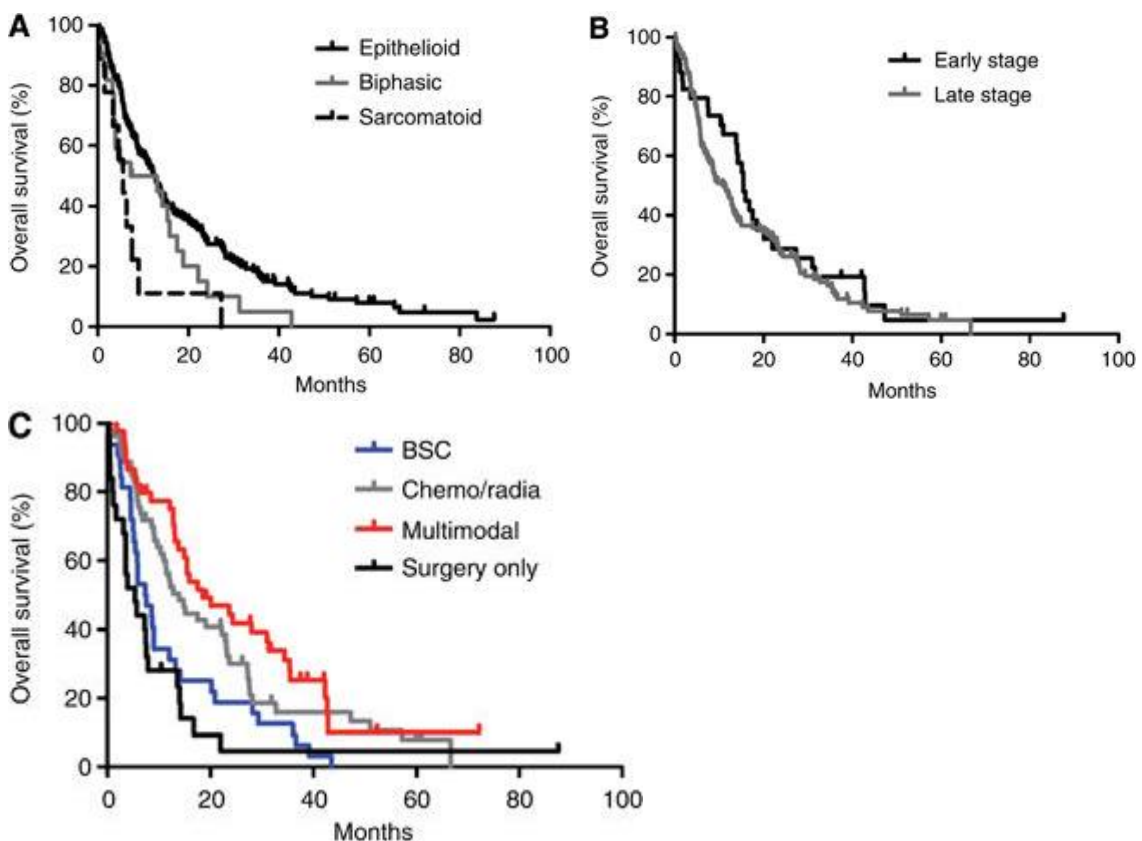 A
100
80
60
40
20
0
Overall survival (%)
Epithelioid
Biphasic
Sarcomatoid
0 20 40 60 80 100
Months
B
100
80
60
40
20
0
Overall survival (%)
Early stage
Late stage
0 20 40 60 80 100
Months
C
100
80
60
40
20
0
Overall survival (%)
BSC
Chemo/radia
Multimodal
Surgery only
0 20 40 60 80 100
Months